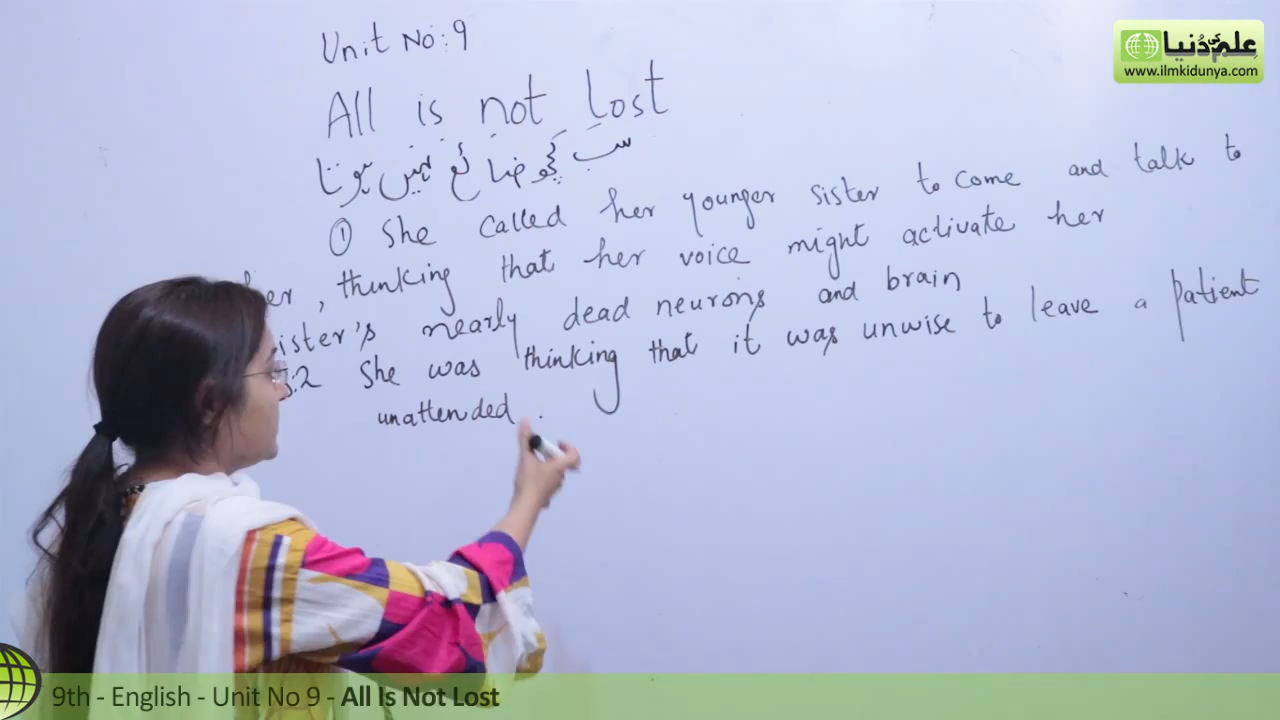 Unit No: 9
All is not Lost
سب کچھ ضائع نہیں ہوتا
① She called her younger sister to come and talk to
her, thinking that her voice might activate her
sister's nearly dead neurons and brain
:2 She was thinking that it was unwise to leave a patient
unattended.
علم کی دُنیا
www.ilmkidunya.com
9th - English - Unit No 9 - All Is Not Lost